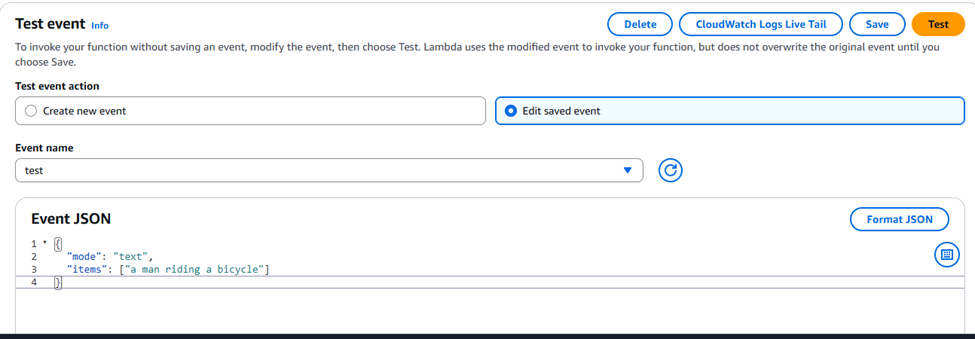 Test event Info
Delete
CloudWatch Logs Live Tail
Save
Test
To invoke your function without saving an event, modify the event, then choose Test. Lambda uses the modified event to invoke your function, but does not overwrite the original event until you
choose Save.
Test event action
Create new event
Edit saved event
Event name
test
Event JSON
Format JSON
1 {
2 "mode": "text",
3 "items": ["a man riding a bicycle"]
4 }